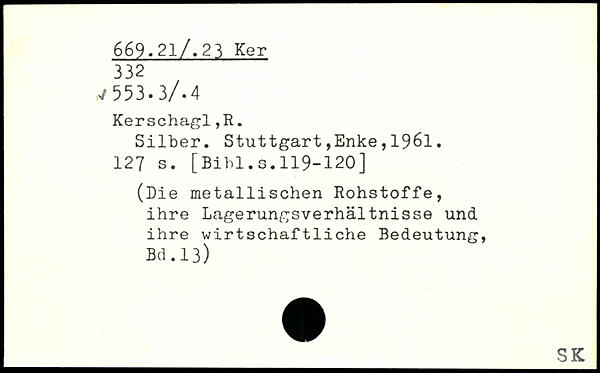 669.21/.23 Ker
332
✓553.3/.4
Kerschagl,R.
Silber. Stuttgart,Enke,1961.
127 s. [Bibl.s.119-120]
(Die metallischen Rohstoffe,
ihre Lagerungsverhältnisse und
ihre wirtschaftliche Bedeutung,
Bd.13)
SK